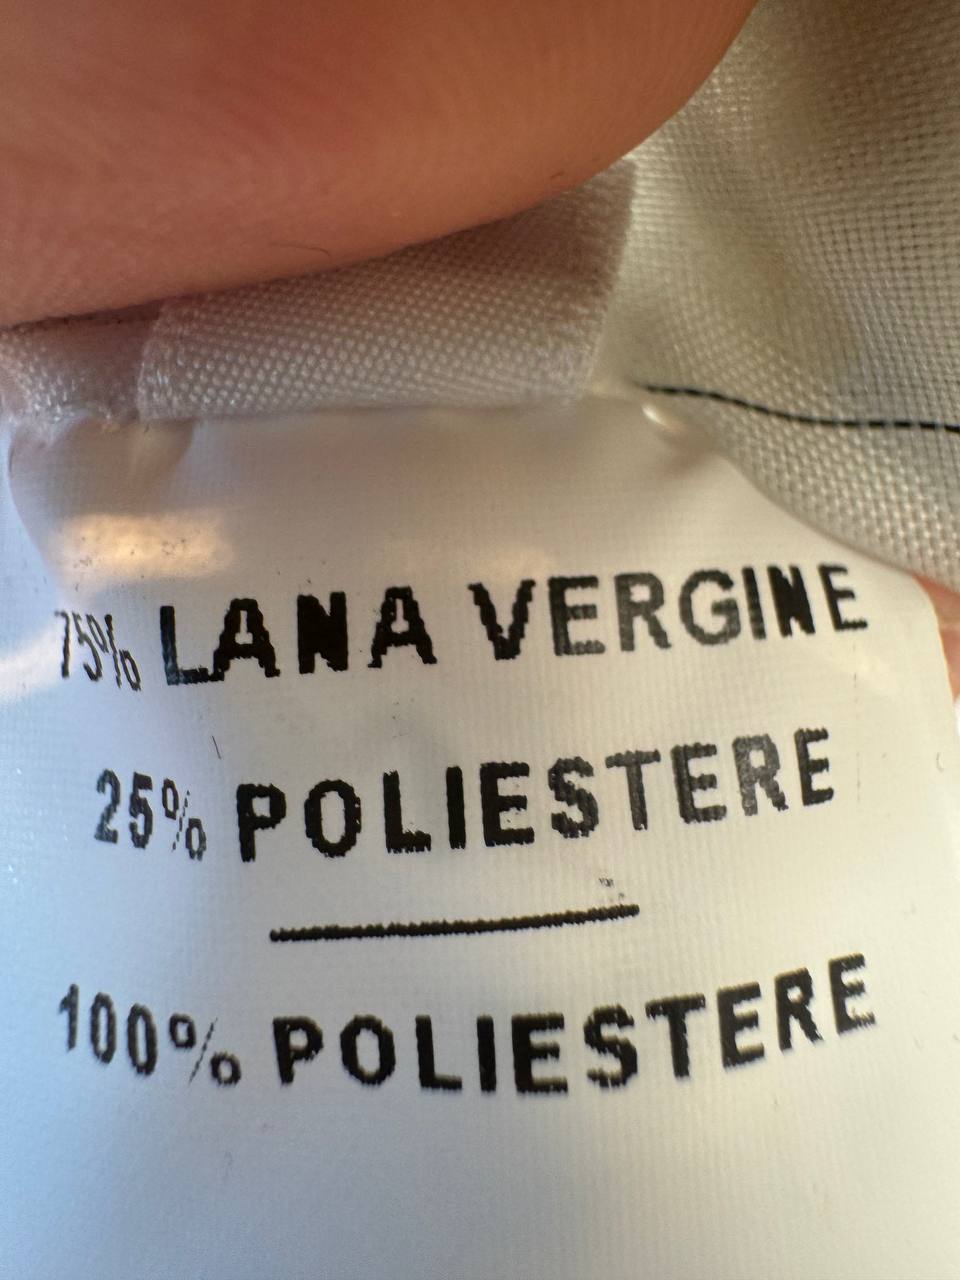 75% LANA VERGINE
25% POLIESTERE
100% POLIESTERE